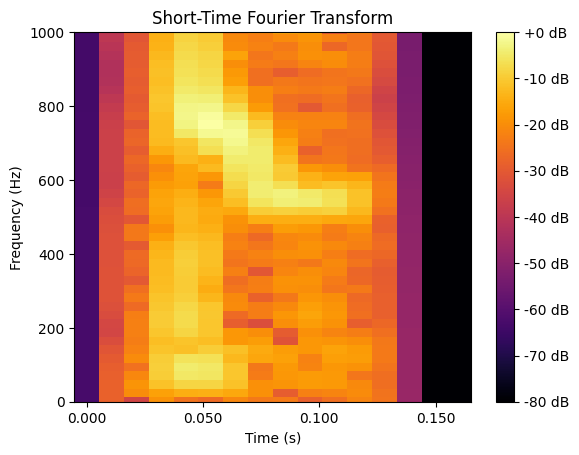 Short-Time Fourier Transform
1000
800
600
400
200
0
Frequency (Hz)
0.000
0.050
0.100
0.150
Time (s)
+0 dB
-10 dB
-20 dB
-30 dB
-40 dB
-50 dB
-60 dB
-70 dB
-80 dB